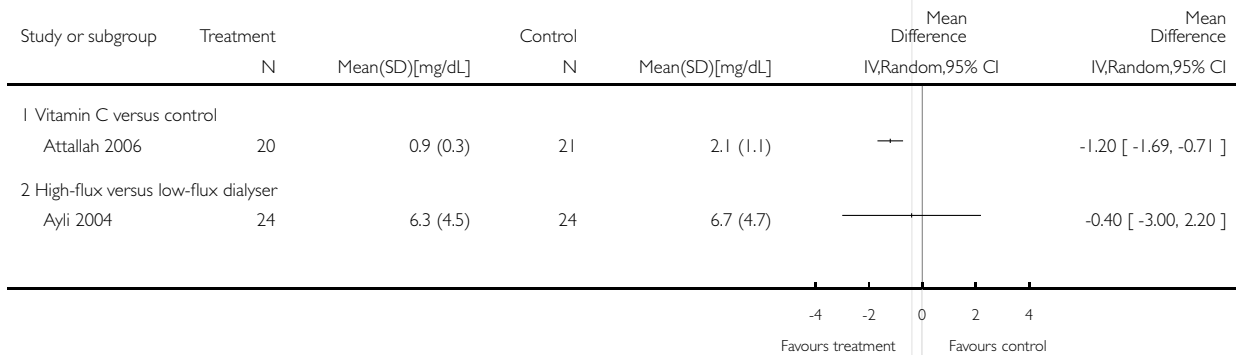 Study or subgroup Treatment Control Mean Difference Mean Difference
N Mean(SD)[mg/dL] N Mean(SD)[mg/dL] IV,Random,95% CI IV,Random,95% CI
1 Vitamin C versus control
Attallah 2006 20 0.9 (0.3) 21 2.1 (1.1) -1.20 [ -1.69, -0.71 ]
2 High-flux versus low-flux dialyser
Ayli 2004 24 6.3 (4.5) 24 6.7 (4.7) -0.40 [ -3.00, 2.20 ]
-4 -2 0 2 4
Favours treatment Favours control